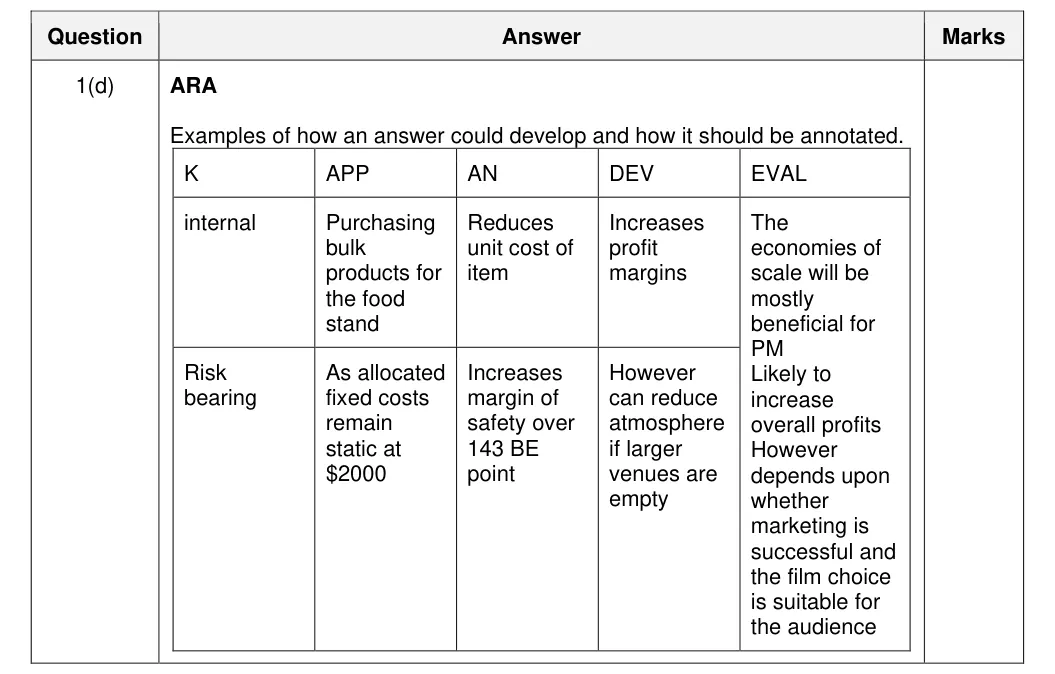 Question Answer Marks
1(d) ARA
Examples of how an answer could develop and how it should be annotated.
K APP AN DEV EVAL
internal
Purchasing
bulk
products for
the food
stand
Reduces
unit cost of
item
Increases
profit
margins
The
economies of
scale will be
mostly
beneficial for
PM
Likely to
increase
overall profits
However
depends upon
whether
marketing is
successful and
the film choice
is suitable for
the audience
Risk
bearing
As allocated
fixed costs
remain
static at
$2000
Increases
margin of
safety over
143 BE
point
However
can reduce
atmosphere
if larger
venues are
empty